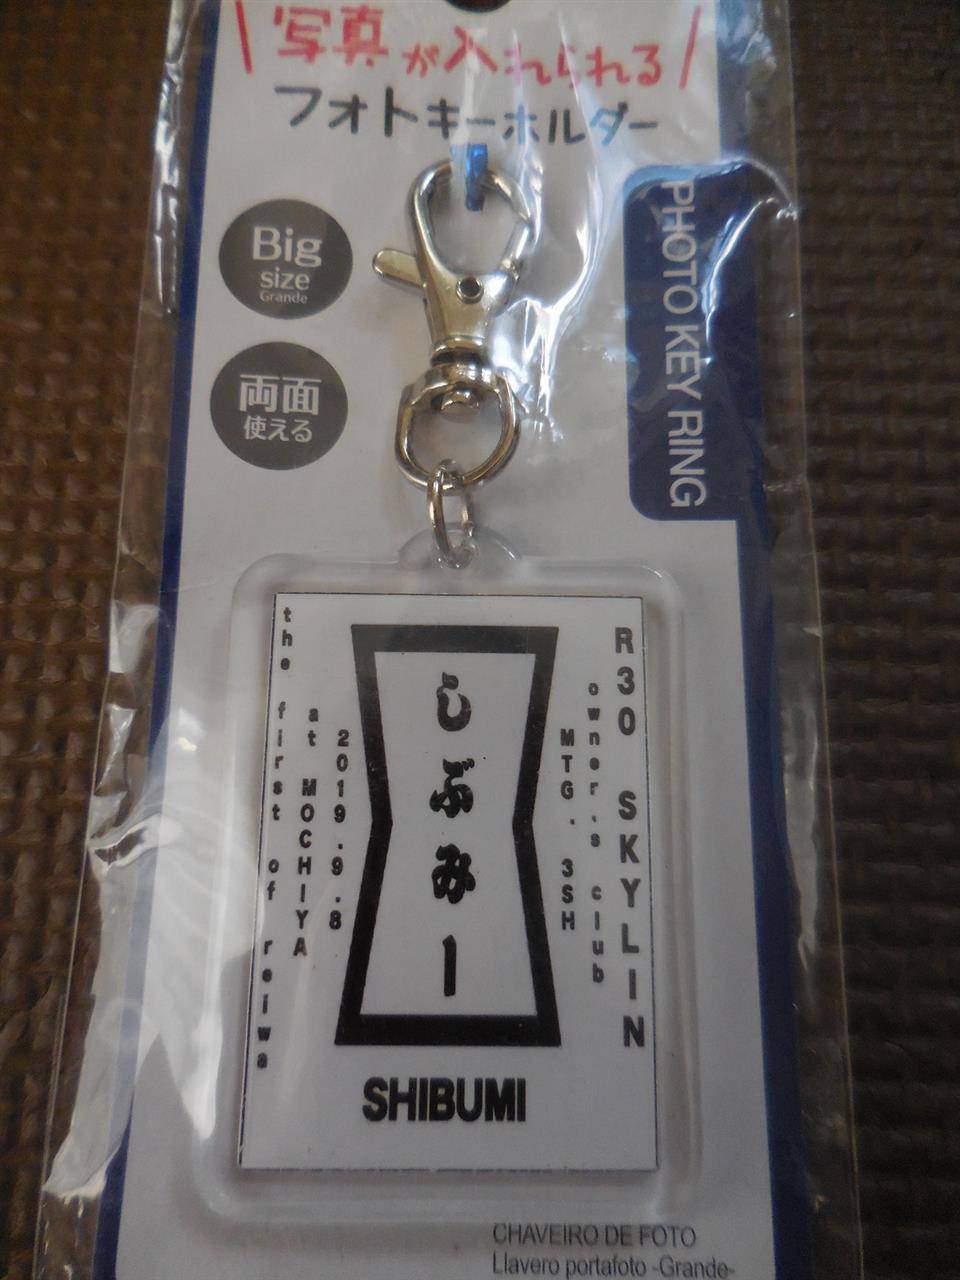 写真が入れられる
フォトキーホルダー
Big
size
Grande
両面
使える
PHOTO KEY RING
R30 SKYLIN
owner.s club
MTG. 3SH
しぶみー
2019.9.8
at MOCHIYA
the first of reiwa
SHIBUMI
CHAVEIRO DE FOTO
Llavero portafoto -Grande-